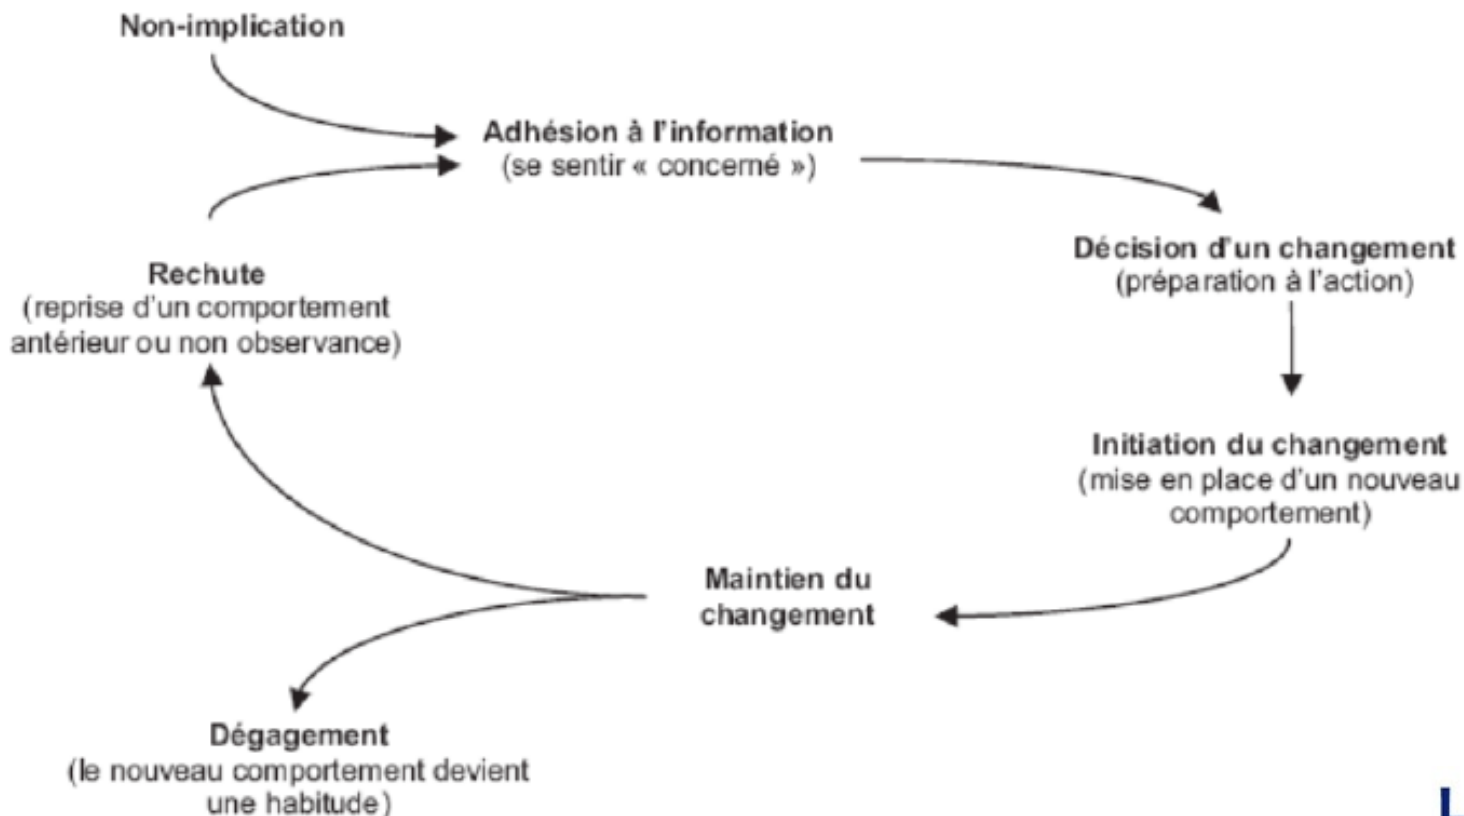 Non-implication
Adhésion à l'information
(se sentir « concerné »)
Décision d'un changement
(préparation à l'action)
Rechute
(reprise d'un comportement
antérieur ou non observance)
Initiation du changement
(mise en place d'un nouveau
comportement)
Maintien du
changement
Dégagement
(le nouveau comportement devient
une habitude)